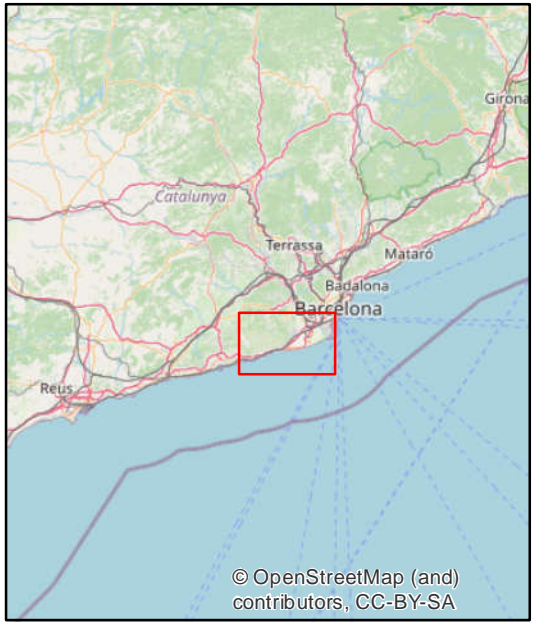 Girona
Catalunya
Terrassa
Mataró
Badalona
Barcelona
Reus
© OpenStreetMap (and)
contributors, CC-BY-SA